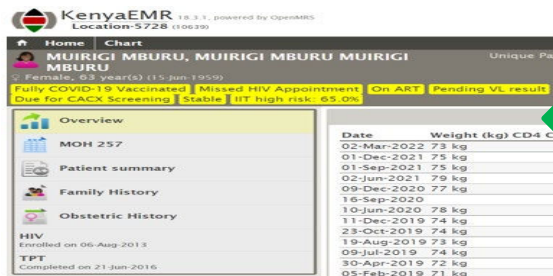 KenyaEMR 18.3.1, powered by OpenMRS
Location-5728 (10639)
Home Chart
MUIRIGI MBURU, MUIRIGI MBURU MUIRIGI MBURU
Unique Pa
Female, 63 year(s) (15-Jun-1959)
Fully COVID-19 Vaccinated Missed HIV Appointment On ART Pending VL result
Due for CACX Screening Stable IIT high risk: 65.0%
Overview
MOH 257
Patient summary
Family History
Obstetric History
HIV
Enrolled on 06-Aug-2013
TPT
Completed on 21-Jun-2016
Date Weight (kg) CD4 C
02-Mar-2022 73 kg
01-Dec-2021 75 kg
01-Sep-2021 75 kg
02-Jun-2021 79 kg
09-Dec-2020 77 kg
16-Sep-2020
10-Jun-2020 78 kg
11-Dec-2019 74 kg
23-Oct-2019 74 kg
19-Aug-2019 73 kg
09-Jul-2019 74 kg
30-Apr-2019 72 kg
05-Feb-2019 71 kg